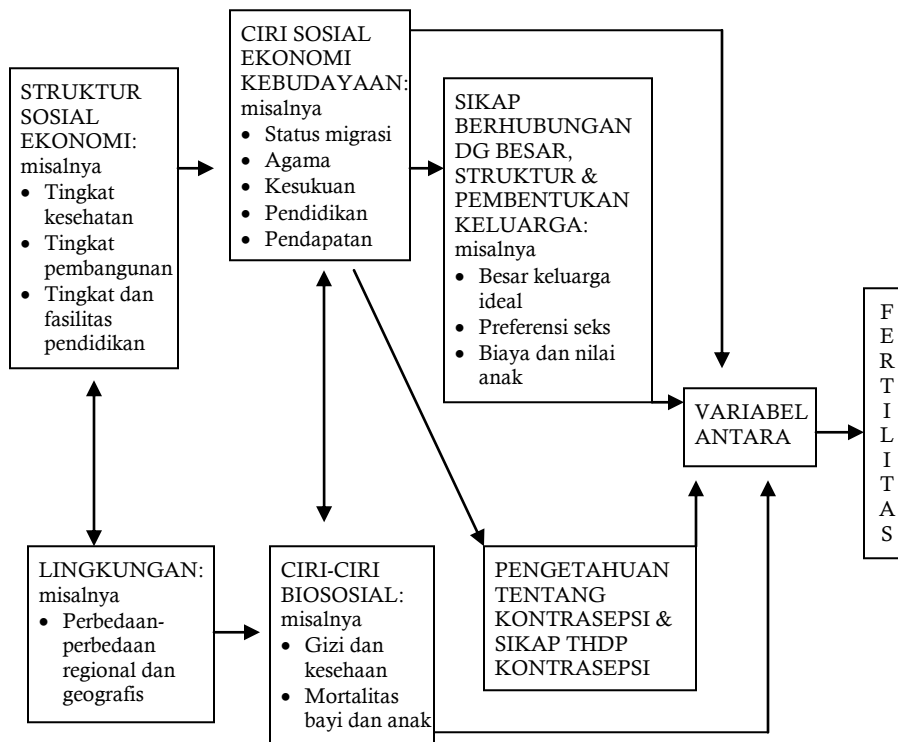 STRUKTUR
SOSIAL
EKONOMI:
misalnya
• Tingkat
kesehatan
• Tingkat
pembangunan
• Tingkat dan
fasilitas
pendidikan
CIRI SOSIAL
EKONOMI
KEBUDAYAAN:
misalnya
• Status migrasi
• Agama
• Kesukuan
• Pendidikan
• Pendapatan
SIKAP
BERHUBUNGAN
DG BESAR,
STRUKTUR &
PEMBENTUKAN
KELUARGA:
misalnya
• Besar keluarga
ideal
• Preferensi seks
• Biaya dan nilai
anak
VARIABEL
ANTARA
F
E
R
T
I
L
I
T
A
S
LINGKUNGAN:
misalnya
• Perbedaan-
perbedaan
regional dan
geografis
CIRI-CIRI
BIOSOSIAL:
misalnya
• Gizi dan
kesehaan
• Mortalitas
bayi dan anak
PENGETAHUAN
TENTANG
KONTRASEPSI &
SIKAP THDP
KONTRASEPSI